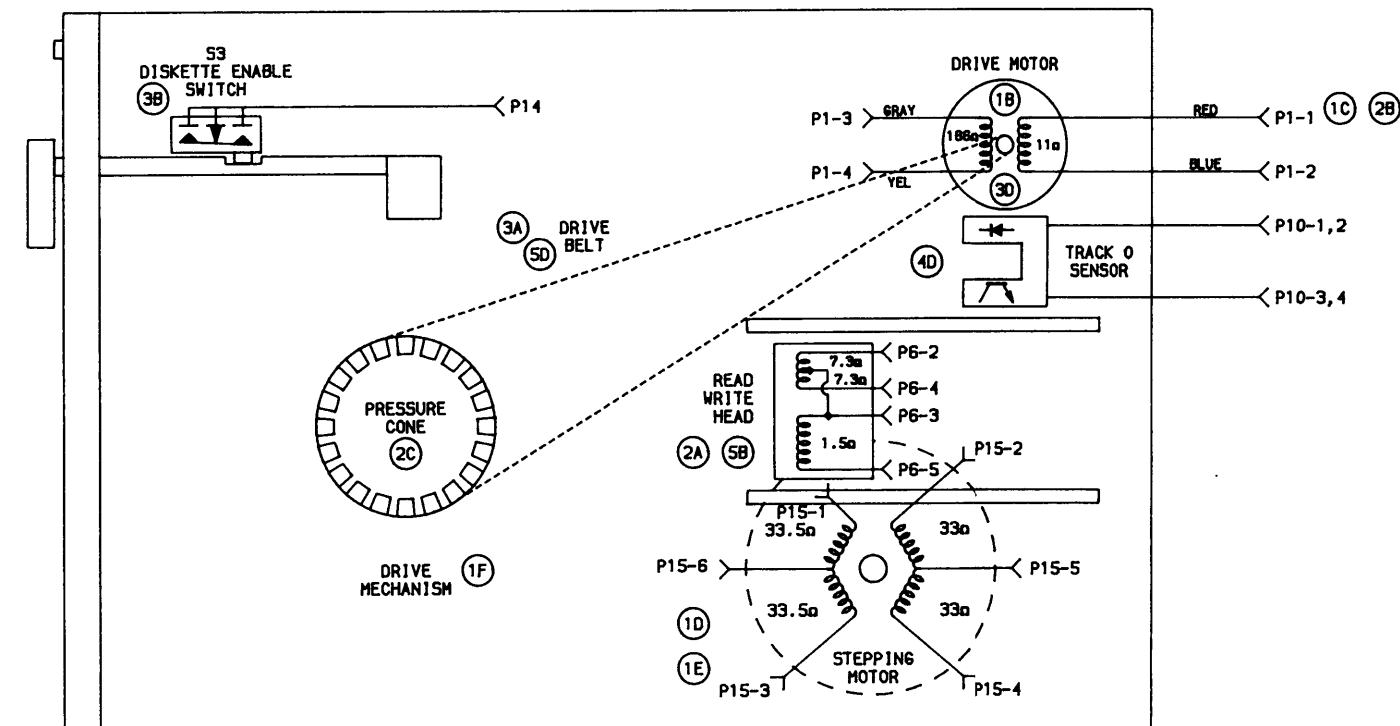 S3
DISKETTE ENABLE
SWITCH
3B
P14
DRIVE MOTOR
1B
P1-3
GRAY
RED
P1-1
1C
2B
188Ω
11Ω
P1-4
YEL
BLUE
P1-2
3D
3A
5D
DRIVE
BELT
P10-1,2
4D
TRACK 0
SENSOR
P10-3,4
7.3Ω
P6-2
7.3Ω
P6-4
READ
WRITE
HEAD
P6-3
1.5Ω
2A
5B
P6-5
P15-2
PRESSURE
CONE
2C
P15-1
33.5Ω
33Ω
P15-6
P15-5
DRIVE
MECHANISM
1F
33.5Ω
33Ω
1D
1E
STEPPING
MOTOR
P15-3
P15-4